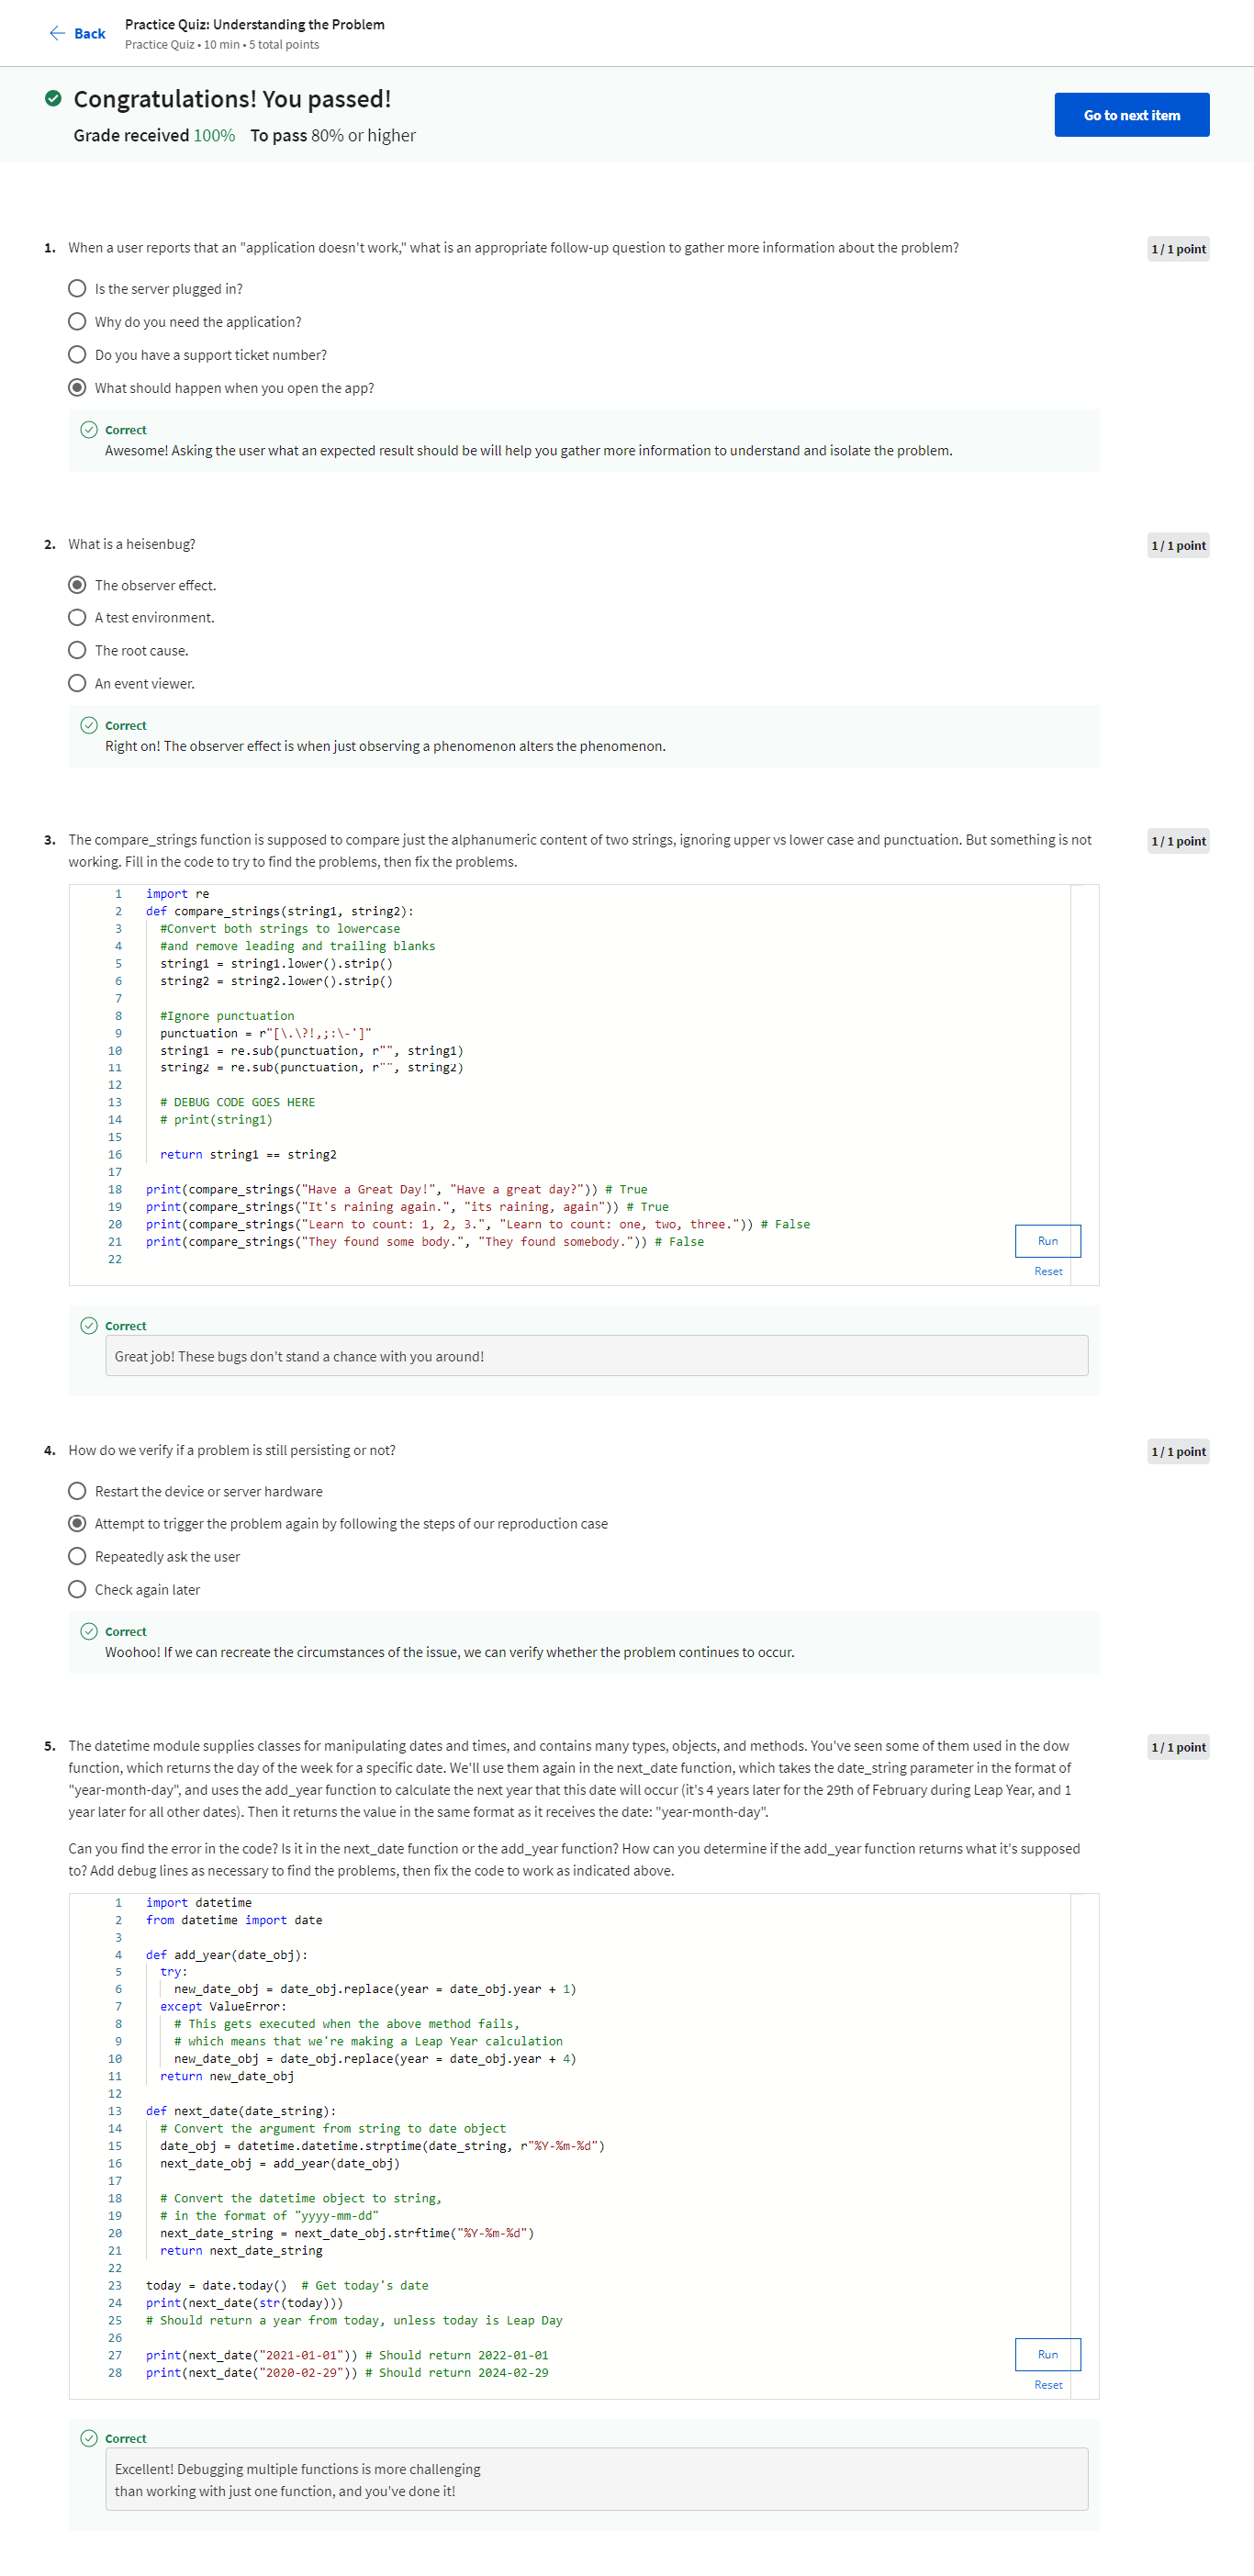 Back
Practice Quiz: Understanding the Problem
Practice Quiz • 10 min • 5 total points
Congratulations! You passed!
Grade received 100% To pass 80% or higher
Go to next item
1. When a user reports that an "application doesn't work," what is an appropriate follow-up question to gather more information about the problem?
1 / 1 point
Is the server plugged in?
Why do you need the application?
Do you have a support ticket number?
What should happen when you open the app?
Correct
Awesome! Asking the user what an expected result should be will help you gather more information to understand and isolate the problem.
2. What is a heisenbug?
1 / 1 point
The observer effect.
A test environment.
The root cause.
An event viewer.
Correct
Right on! The observer effect is when just observing a phenomenon alters the phenomenon.
3. The compare_strings function is supposed to compare just the alphanumeric content of two strings, ignoring upper vs lower case and punctuation. But something is not
working. Fill in the code to try to find the problems, then fix the problems.
1 / 1 point
1 import re
2 def compare_strings(string1, string2):
3 #Convert both strings to lowercase
4 #and remove leading and trailing blanks
5 string1 = string1.lower().strip()
6 string2 = string2.lower().strip()
7
8 #Ignore punctuation
9 punctuation = r"[\.\?!,;:\-']"
10 string1 = re.sub(punctuation, r"", string1)
11 string2 = re.sub(punctuation, r"", string2)
12
13 # DEBUG CODE GOES HERE
14 # print(string1)
15
16 return string1 == string2
17
18 print(compare_strings("Have a Great Day!", "Have a great day?")) # True
19 print(compare_strings("It's raining again.", "its raining, again")) # True
20 print(compare_strings("Learn to count: 1, 2, 3.", "Learn to count: one, two, three.")) # False
21 print(compare_strings("They found some body.", "They found somebody.")) # False
22
Run
Reset
Correct
Great job! These bugs don't stand a chance with you around!
4. How do we verify if a problem is still persisting or not?
1 / 1 point
Restart the device or server hardware
Attempt to trigger the problem again by following the steps of our reproduction case
Repeatedly ask the user
Check again later
Correct
Woohoo! If we can recreate the circumstances of the issue, we can verify whether the problem continues to occur.
5. The datetime module supplies classes for manipulating dates and times, and contains many types, objects, and methods. You've seen some of them used in the dow
function, which returns the day of the week for a specific date. We'll use them again in the next_date function, which takes the date_string parameter in the format of
"year-month-day", and uses the add_year function to calculate the next year that this date will occur (it's 4 years later for the 29th of February during Leap Year, and 1
year later for all other dates). Then it returns the value in the same format as it receives the date: "year-month-day".
1 / 1 point
Can you find the error in the code? Is it in the next_date function or the add_year function? How can you determine if the add_year function returns what it's supposed
to? Add debug lines as necessary to find the problems, then fix the code to work as indicated above.
1 import datetime
2 from datetime import date
3
4 def add_year(date_obj):
5 try:
6 new_date_obj = date_obj.replace(year = date_obj.year + 1)
7 except ValueError:
8 # This gets executed when the above method fails,
9 # which means that we're making a Leap Year calculation
10 new_date_obj = date_obj.replace(year = date_obj.year + 4)
11 return new_date_obj
12
13 def next_date(date_string):
14 # Convert the argument from string to date object
15 date_obj = datetime.datetime.strptime(date_string, r"%Y-%m-%d")
16 next_date_obj = add_year(date_obj)
17
18 # Convert the datetime object to string,
19 # in the format of "yyyy-mm-dd"
20 next_date_string = next_date_obj.strftime("%Y-%m-%d")
21 return next_date_string
22
23 today = date.today() # Get today's date
24 print(next_date(str(today)))
25 # Should return a year from today, unless today is Leap Day
26
27 print(next_date("2021-01-01")) # Should return 2022-01-01
28 print(next_date("2020-02-29")) # Should return 2024-02-29
Run
Reset
Correct
Excellent! Debugging multiple functions is more challenging
than working with just one function, and you've done it!